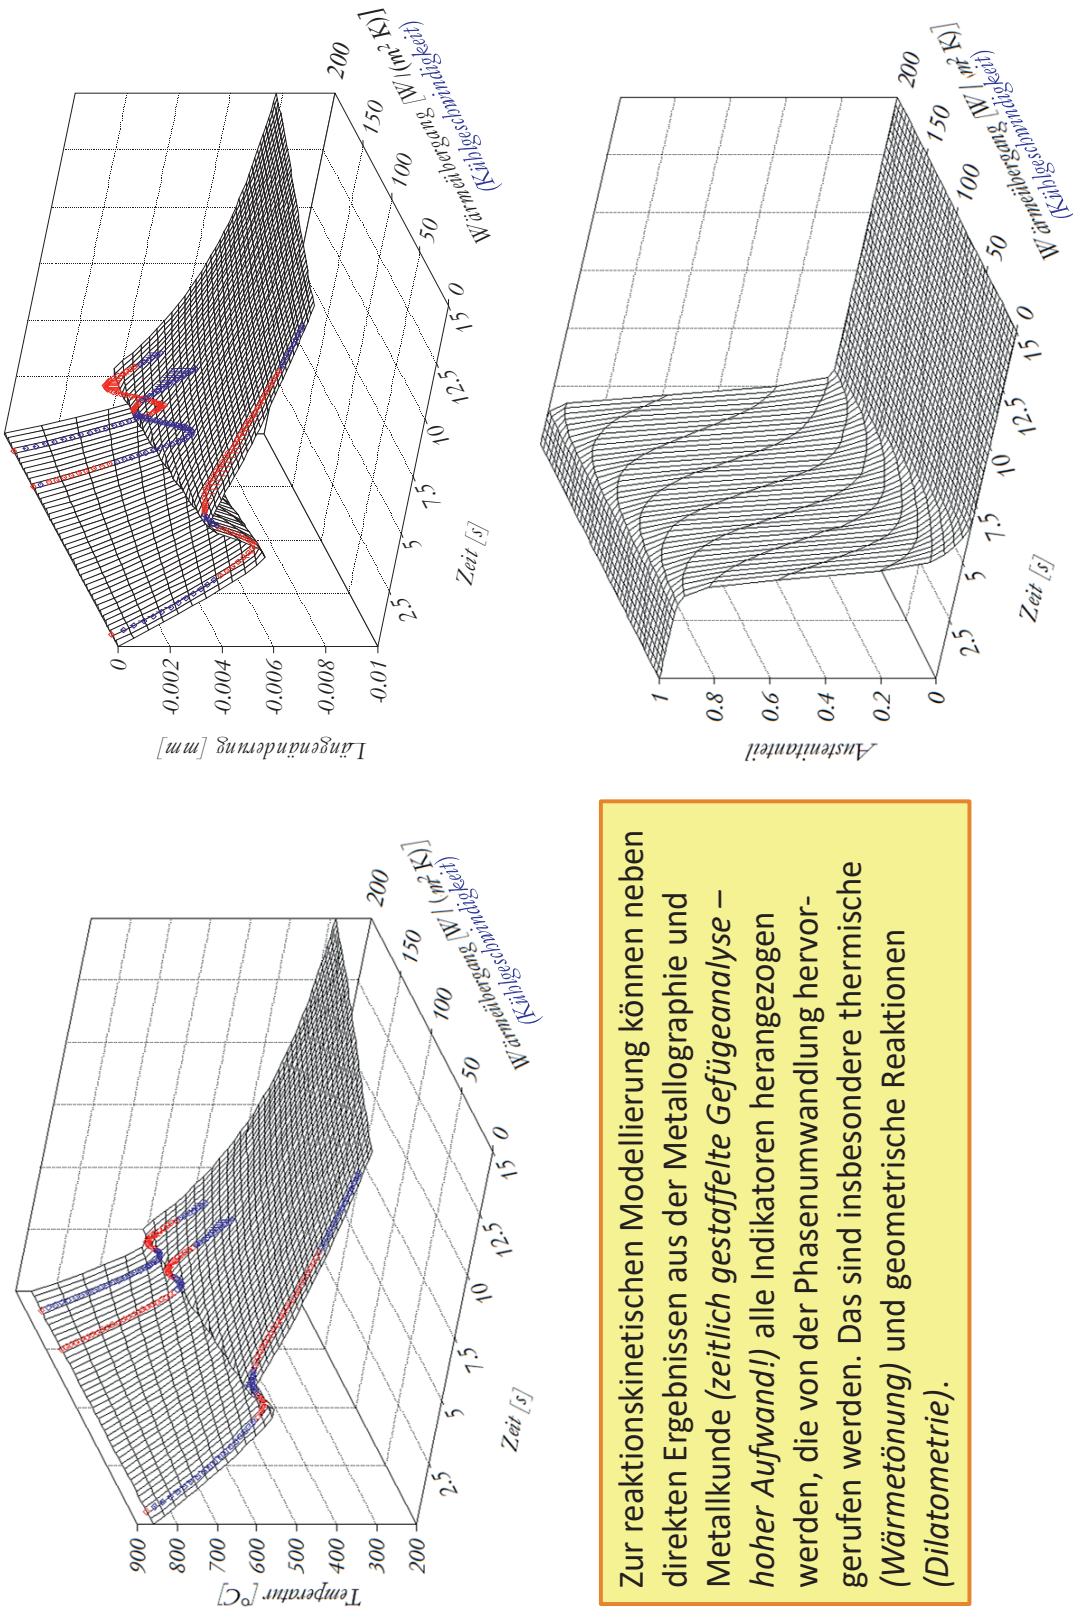 900
800
700
600
500
400
300
200
Temperatur [°C]
2.5
5
7.5
10
12.5
15
Zeit [s]
0
50
100
150
200
Wärmeübergang [W|(m² K)]
(Kühlgeschwindigkeit)
0
-0.002
-0.004
-0.006
-0.008
-0.01
Längenänderung [mm]
2.5
5
7.5
10
12.5
15
Zeit [s]
0
50
100
150
200
Wärmeübergang [W|(m² K)]
(Kühlgeschwindigkeit)
Zur reaktionskinetischen Modellierung können neben
direkten Ergebnissen aus der Metallographie und
Metallkunde (zeitlich gestaffelte Gefügeanalyse –
hoher Aufwand!) alle Indikatoren herangezogen
werden, die von der Phasenumwandlung hervor-
gerufen werden. Das sind insbesondere thermische
(Wärmetönung) und geometrische Reaktionen
(Dilatometrie).
1
0.8
0.6
0.4
0.2
0
Austenitanteil
2.5
5
7.5
10
12.5
15
Zeit [s]
0
50
100
150
200
Wärmeübergang [W|(m² K)]
(Kühlgeschwindigkeit)